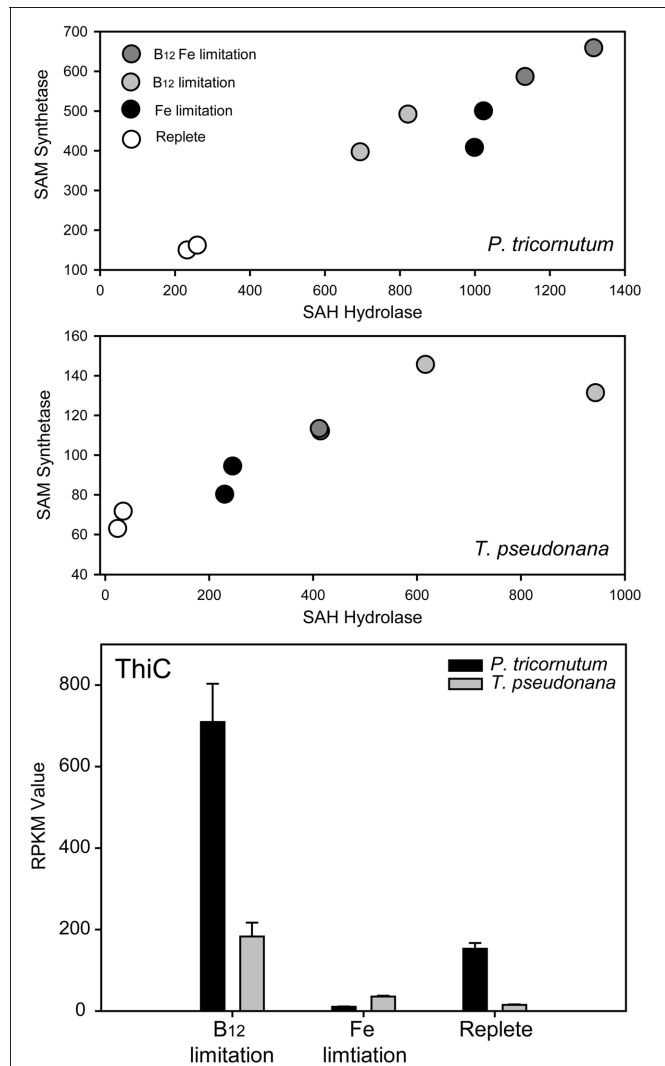 700
600
500
400
300
200
100
SAM Synthetase
B12 Fe limitation
B12 limitation
Fe limitation
Replete
P. tricornutum
0 200 400 600 800 1000 1200 1400
SAH Hydrolase
160
140
120
100
80
60
40
SAM Synthetase
T. pseudonana
0 200 400 600 800 1000
SAH Hydrolase
ThiC
P. tricornutum
T. pseudonana
800
600
400
200
0
RPKM Value
B12 limitation
Fe limtiation
Replete